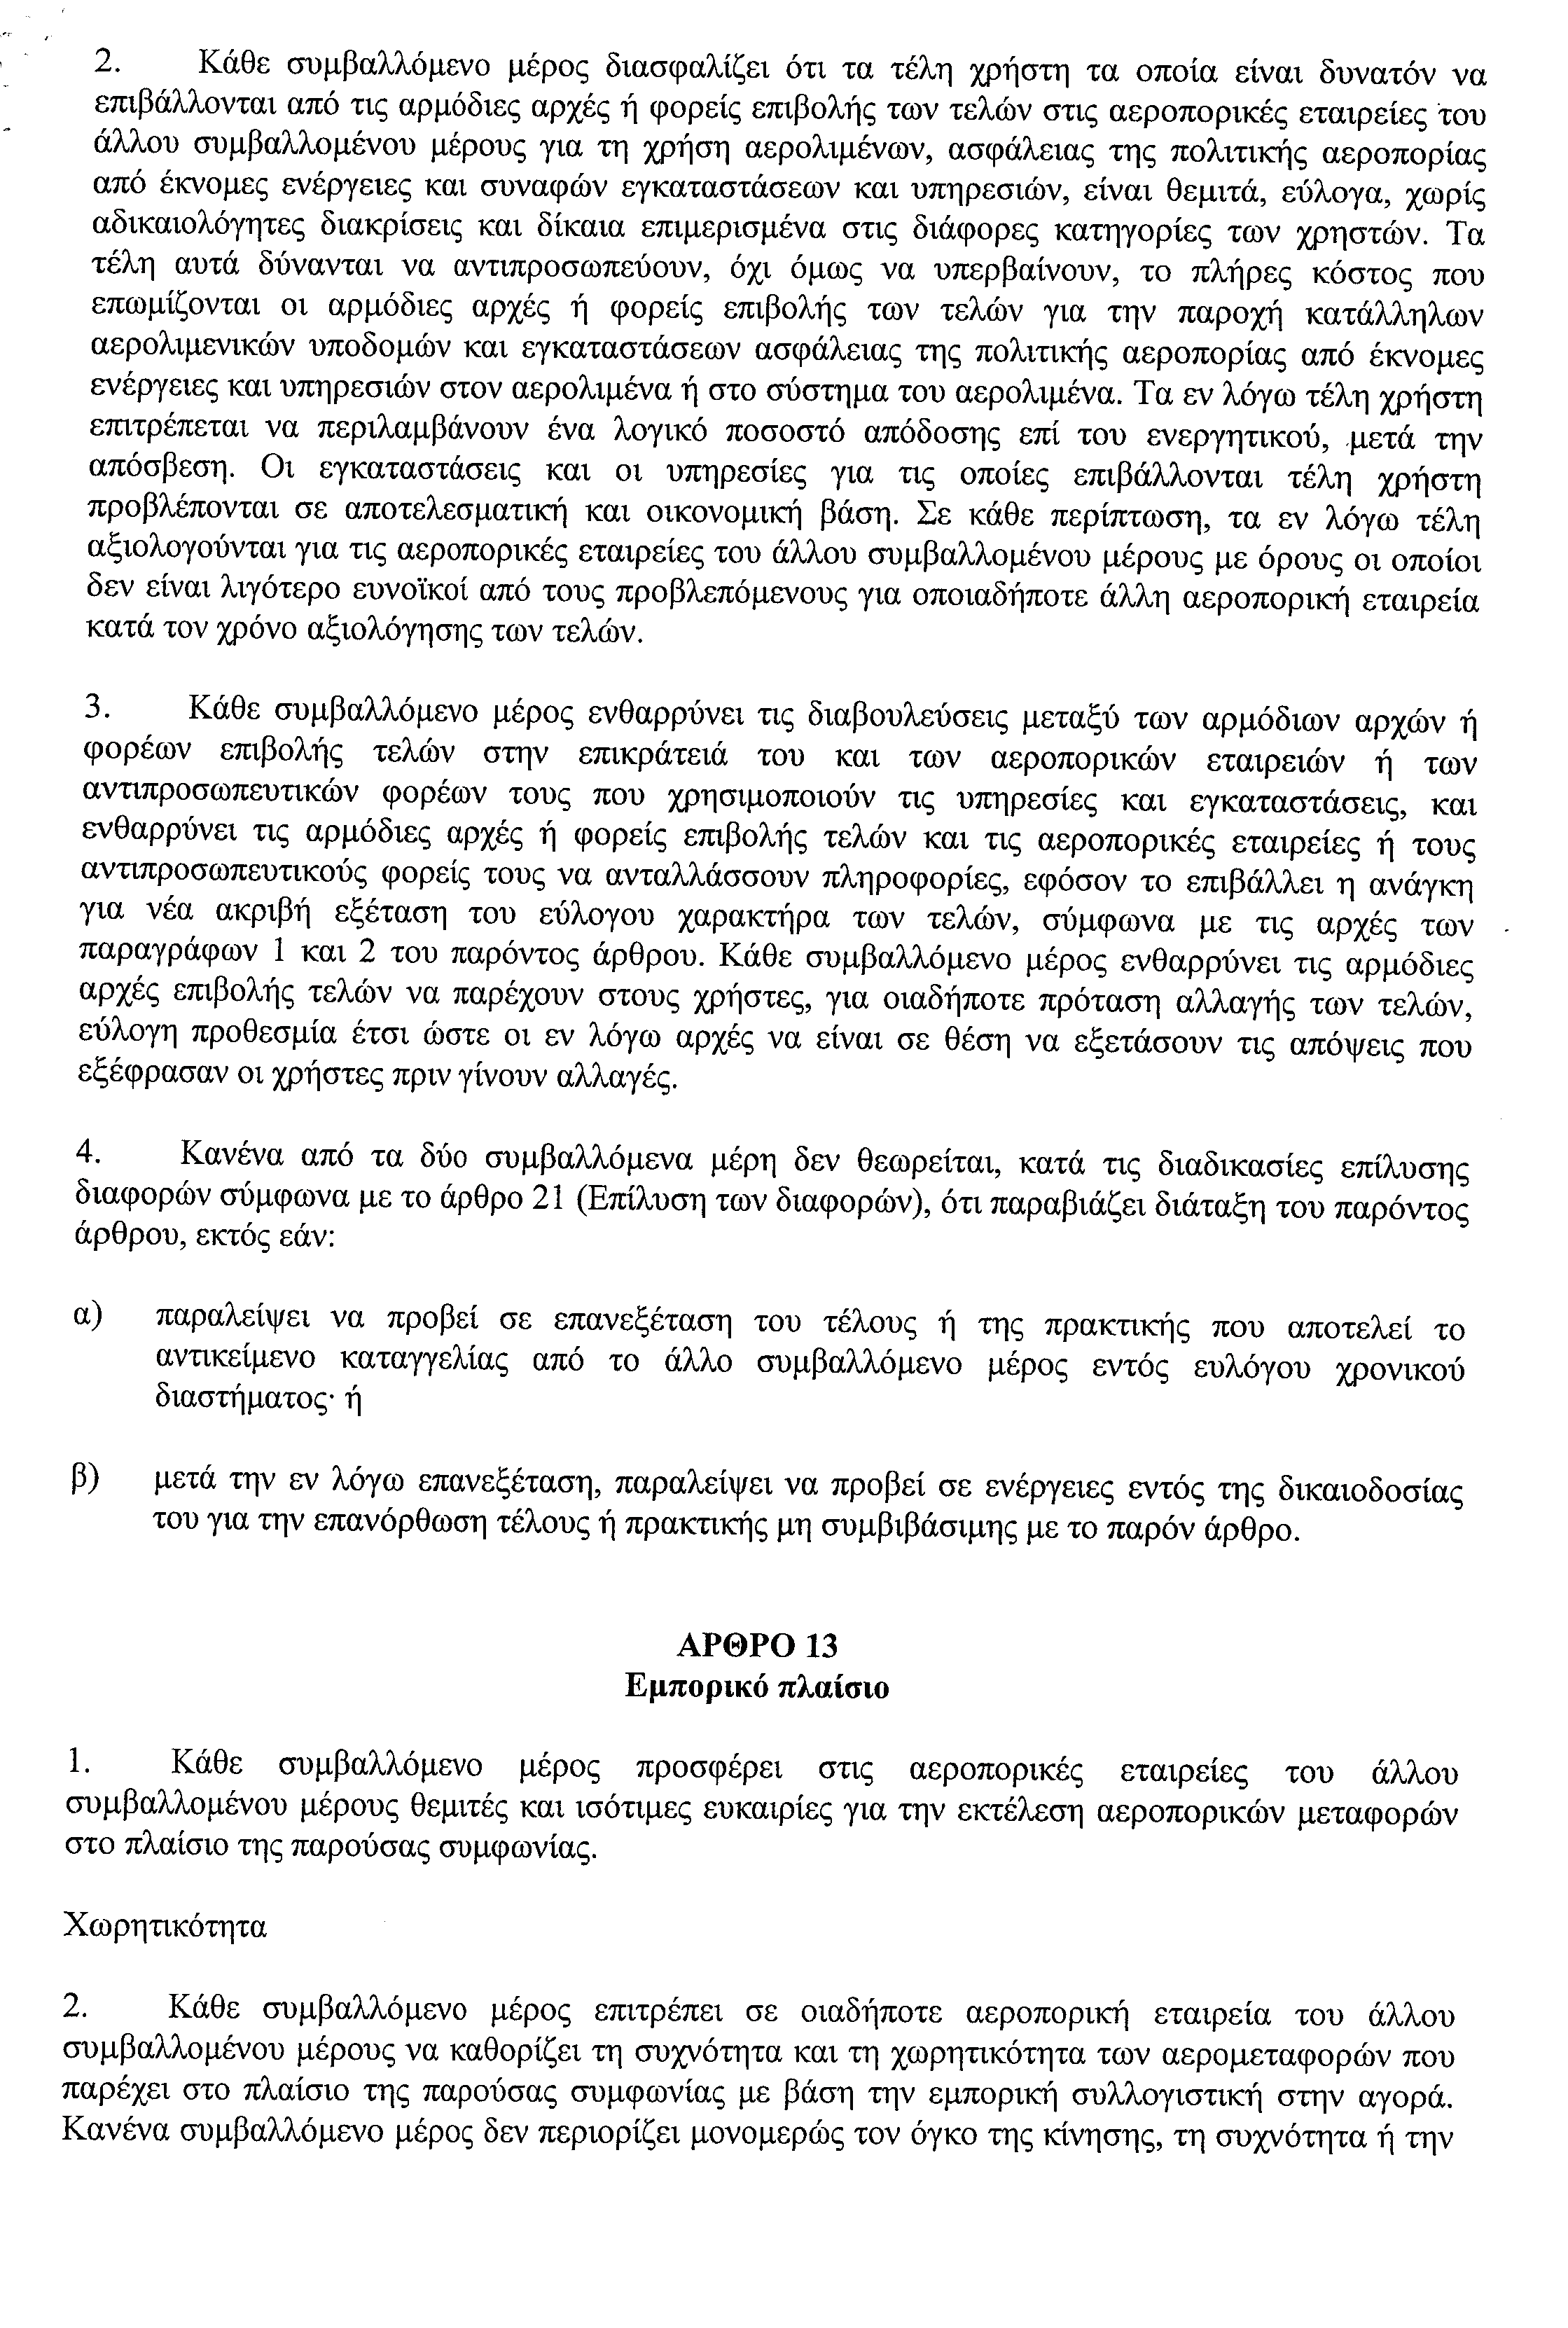 2. Κάθε συμβαλλόμενο μέρος διασφαλίζει ότι τα τέλη χρήστη τα οποία είναι δυνατόν να
επιβάλλονται από τις αρμόδιες αρχές ή φορείς επιβολής των τελών στις αεροπορικές εταιρείες του
άλλου συμβαλλομένου μέρους για τη χρήση αερολιμένων, ασφάλειας της πολιτικής αεροπορίας
από έκνομες ενέργειες και συναφών εγκαταστάσεων και υπηρεσιών, είναι θεμιτά, εύλογα, χωρίς
αδικαιολόγητες διακρίσεις και δίκαια επιμερισμένα στις διάφορες κατηγορίες των χρηστών. Τα
τέλη αυτά δύνανται να αντιπροσωπεύουν, όχι όμως να υπερβαίνουν, το πλήρες κόστος που
επωμίζονται οι αρμόδιες αρχές ή φορείς επιβολής των τελών για την παροχή κατάλληλων
αερολιμενικών υποδομών και εγκαταστάσεων ασφάλειας της πολιτικής αεροπορίας από έκνομες
ενέργειες και υπηρεσιών στον αερολιμένα ή στο σύστημα του αερολιμένα. Τα εν λόγω τέλη χρήστη
επιτρέπεται να περιλαμβάνουν ένα λογικό ποσοστό απόδοσης επί του ενεργητικού, μετά την
απόσβεση. Οι εγκαταστάσεις και οι υπηρεσίες για τις οποίες επιβάλλονται τέλη χρήστη
προβλέπονται σε αποτελεσματική και οικονομική βάση. Σε κάθε περίπτωση, τα εν λόγω τέλη
αξιολογούνται για τις αεροπορικές εταιρείες του άλλου συμβαλλομένου μέρους με όρους οι οποίοι
δεν είναι λιγότερο ευνοϊκοί από τους προβλεπόμενους για οποιαδήποτε άλλη αεροπορική εταιρεία
κατά τον χρόνο αξιολόγησης των τελών.
3. Κάθε συμβαλλόμενο μέρος ενθαρρύνει τις διαβουλεύσεις μεταξύ των αρμόδιων αρχών ή
φορέων επιβολής τελών στην επικράτειά του και των αεροπορικών εταιρειών ή των
αντιπροσωπευτικών φορέων τους που χρησιμοποιούν τις υπηρεσίες και εγκαταστάσεις, και
ενθαρρύνει τις αρμόδιες αρχές ή φορείς επιβολής τελών και τις αεροπορικές εταιρείες ή τους
αντιπροσωπευτικούς φορείς τους να ανταλλάσσουν πληροφορίες, εφόσον το επιβάλλει η ανάγκη
για νέα ακριβή εξέταση του εύλογου χαρακτήρα των τελών, σύμφωνα με τις αρχές των
παραγράφων 1 και 2 του παρόντος άρθρου. Κάθε συμβαλλόμενο μέρος ενθαρρύνει τις αρμόδιες
αρχές επιβολής τελών να παρέχουν στους χρήστες, για οιαδήποτε πρόταση αλλαγής των τελών,
εύλογη προθεσμία έτσι ώστε οι εν λόγω αρχές να είναι σε θέση να εξετάσουν τις απόψεις που
εξέφρασαν οι χρήστες πριν γίνουν αλλαγές.
4. Κανένα από τα δύο συμβαλλόμενα μέρη δεν θεωρείται, κατά τις διαδικασίες επίλυσης
διαφορών σύμφωνα με το άρθρο 21 (Επίλυση των διαφορών), ότι παραβιάζει διάταξη του παρόντος
άρθρου, εκτός εάν:
α) παραλείψει να προβεί σε επανεξέταση του τέλους ή της πρακτικής που αποτελεί το
αντικείμενο καταγγελίας από το άλλο συμβαλλόμενο μέρος εντός ευλόγου χρονικού
διαστήματος· ή
β) μετά την εν λόγω επανεξέταση, παραλείψει να προβεί σε ενέργειες εντός της δικαιοδοσίας
του για την επανόρθωση τέλους ή πρακτικής μη συμβιβάσιμης με το παρόν άρθρο.
ΑΡΘΡΟ 13
Εμπορικό πλαίσιο
1. Κάθε συμβαλλόμενο μέρος προσφέρει στις αεροπορικές εταιρείες του άλλου
συμβαλλομένου μέρους θεμιτές και ισότιμες ευκαιρίες για την εκτέλεση αεροπορικών μεταφορών
στο πλαίσιο της παρούσας συμφωνίας.
Χωρητικότητα
2. Κάθε συμβαλλόμενο μέρος επιτρέπει σε οιαδήποτε αεροπορική εταιρεία του άλλου
συμβαλλομένου μέρους να καθορίζει τη συχνότητα και τη χωρητικότητα των αερομεταφορών που
παρέχει στο πλαίσιο της παρούσας συμφωνίας με βάση την εμπορική συλλογιστική στην αγορά.
Κανένα συμβαλλόμενο μέρος δεν περιορίζει μονομερώς τον όγκο της κίνησης, τη συχνότητα ή την